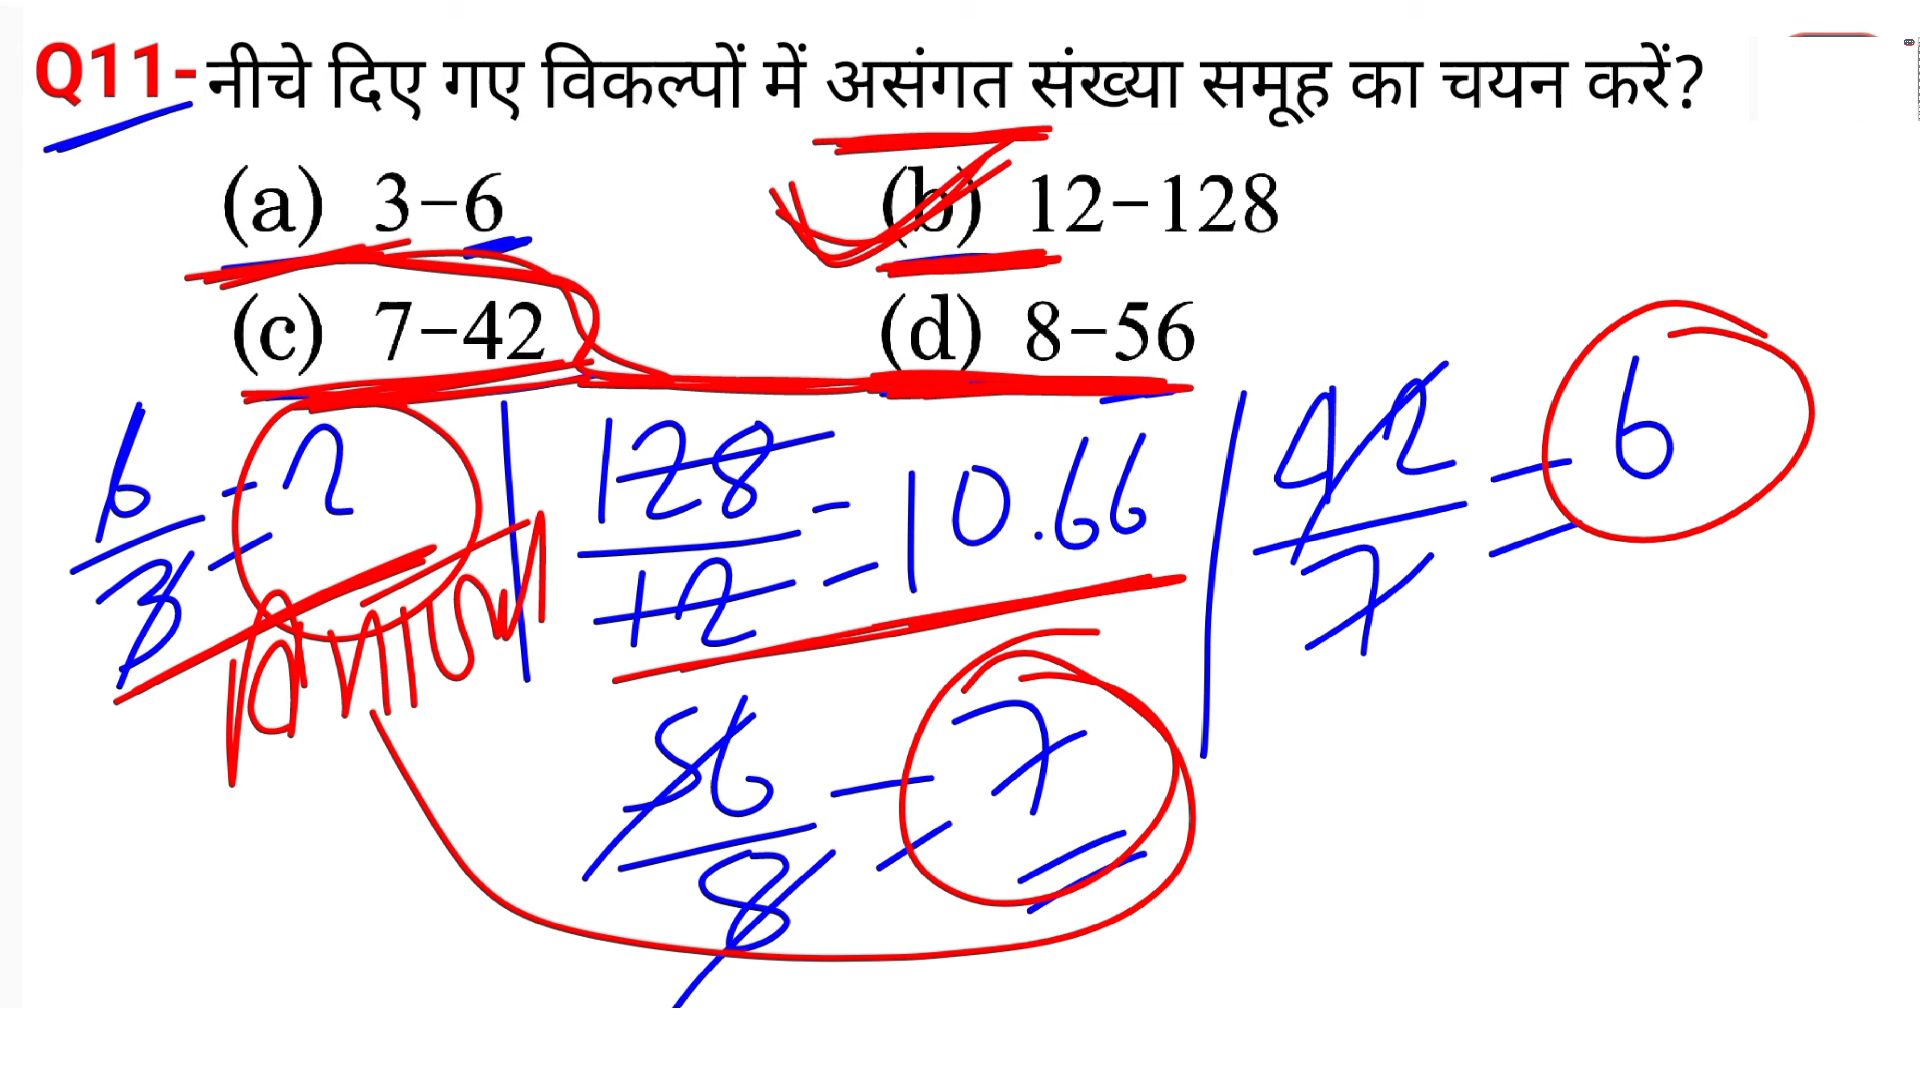 Q11- नीचे दिए गए विकल्पों में असंगत संख्या समूह का चयन करें?
(a) 3-6 (b) 12-128
(c) 7-42 (d) 8-56
6/3 = 2 128/12 = 10.66 42/7 = 6
56/8 = 7